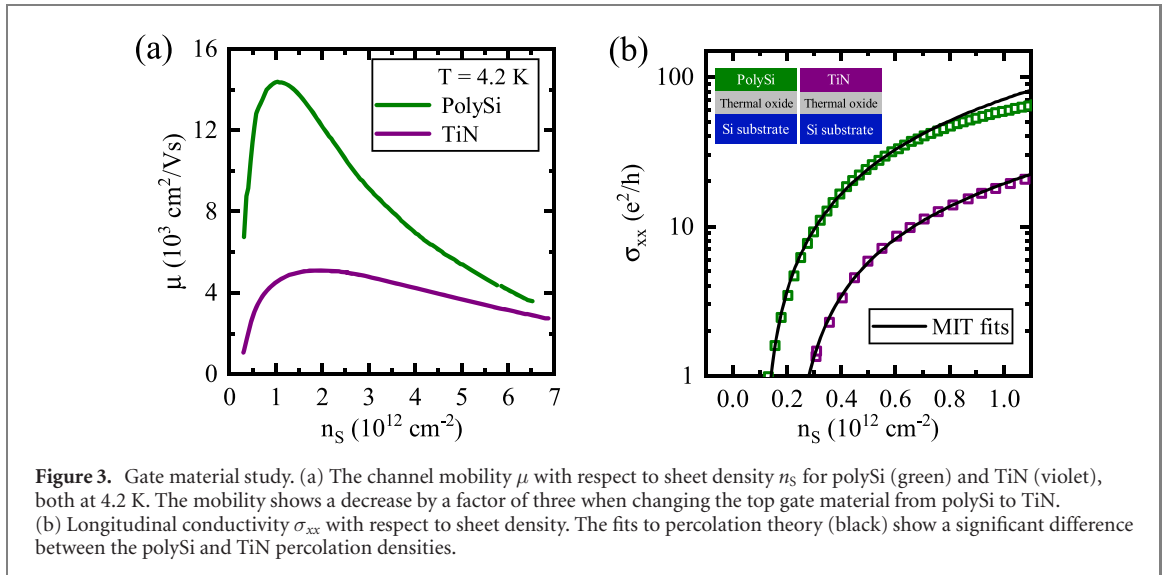 (a)
16
12
8
4
0
μ (10³ cm²/Vs)
T = 4.2 K
PolySi
TiN
0 1 2 3 4 5 6 7
n_S (10¹² cm⁻²)
(b)
100
10
1
σ_xx (e²/h)
PolySi TiN
Thermal oxide Thermal oxide
Si substrate Si substrate
MIT fits
0.0 0.2 0.4 0.6 0.8 1.0
n_S (10¹² cm⁻²)
Figure 3. Gate material study. (a) The channel mobility μ with respect to sheet density n_S for polySi (green) and TiN (violet),
both at 4.2 K. The mobility shows a decrease by a factor of three when changing the top gate material from polySi to TiN.
(b) Longitudinal conductivity σ_xx with respect to sheet density. The fits to percolation theory (black) show a significant difference
between the polySi and TiN percolation densities.